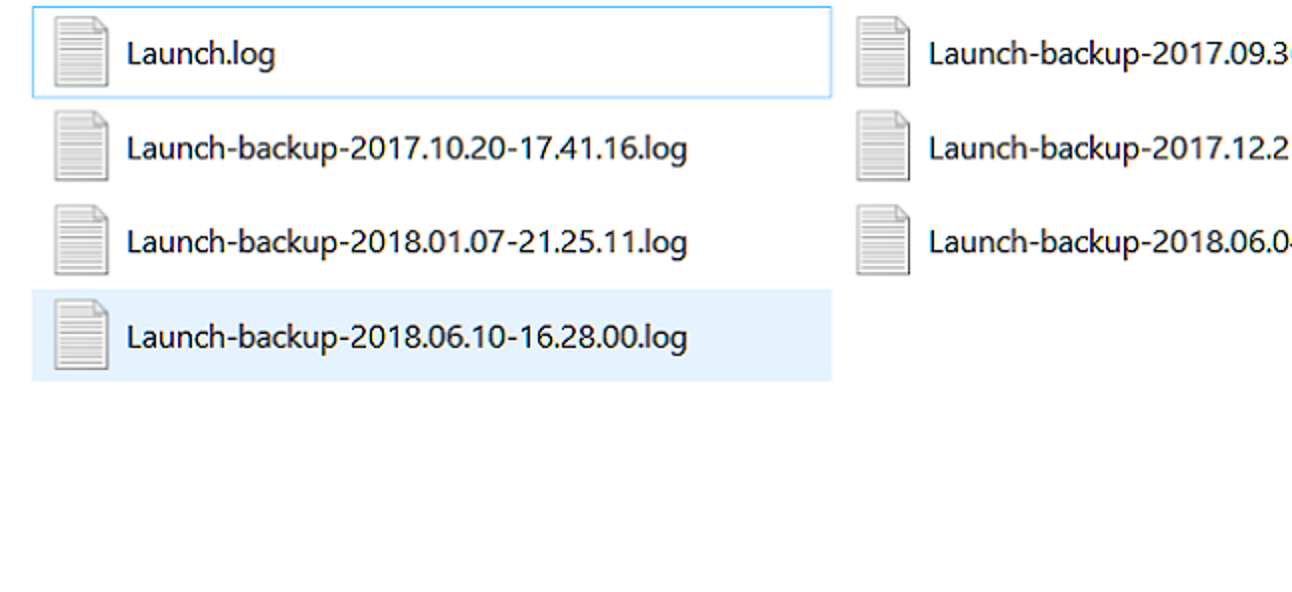 Launch.log
Launch-backup-2017.09.3
Launch-backup-2017.10.20-17.41.16.log
Launch-backup-2017.12.2
Launch-backup-2018.01.07-21.25.11.log
Launch-backup-2018.06.0
Launch-backup-2018.06.10-16.28.00.log